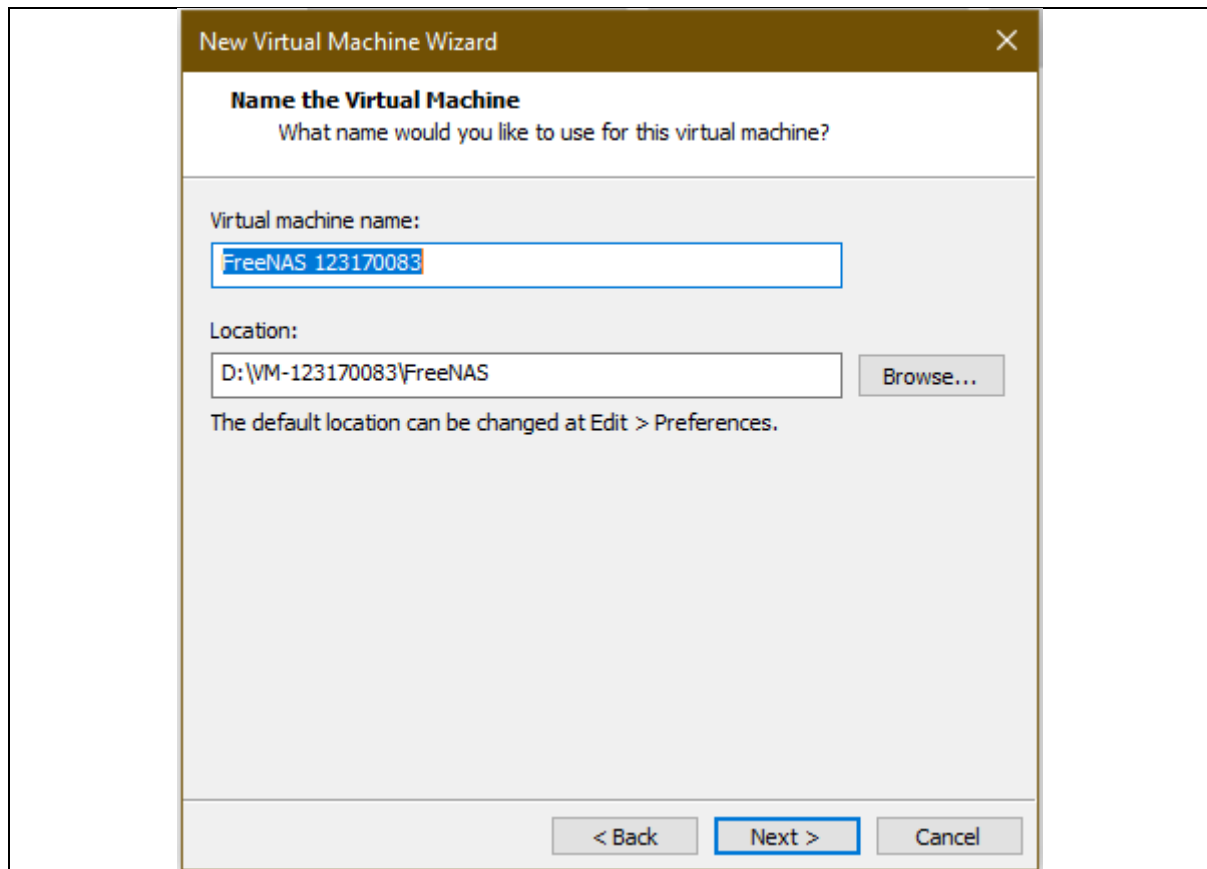 New Virtual Machine Wizard
Name the Virtual Machine
What name would you like to use for this virtual machine?
Virtual machine name:
FreeNAS 123170083
Location:
D:\VM-123170083\FreeNAS
Browse...
The default location can be changed at Edit > Preferences.
< Back
Next >
Cancel